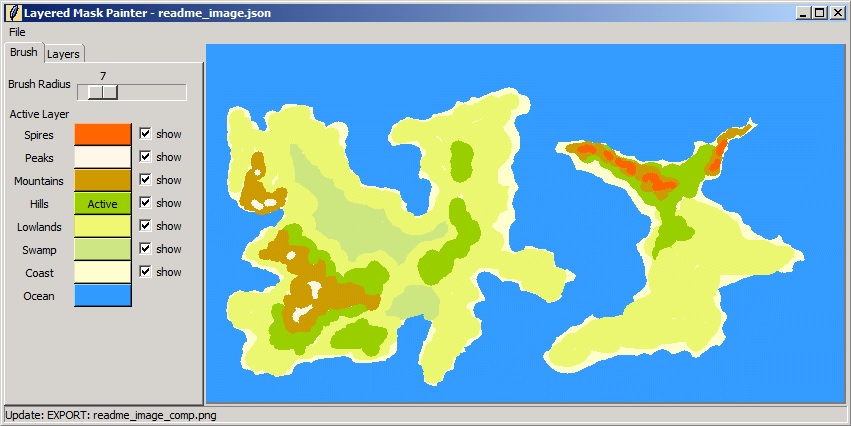 Layered Mask Painter - readme_image.json
File
Brush Layers
7
Brush Radius
Active Layer
Spires show
Peaks show
Mountains show
Hills Active show
Lowlands show
Swamp show
Coast show
Ocean
Update: EXPORT: readme_image_comp.png